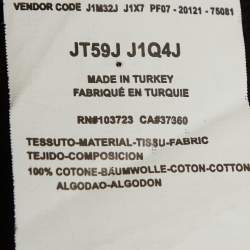 VENDOR CODE J1M32J J1X7 PF07 - 20121 - 75081
JT59J J1Q4J
MADE IN TURKEY
FABRIQUÉ EN TURQUIE
RN#103723 CA#37360
TESSUTO-MATERIAL-TISSU-FABRIC
TEJIDO-COMPOSICION
100% COTONE-BAUMWOLLE-COTON-COTTON
ALGODAO-ALGODON